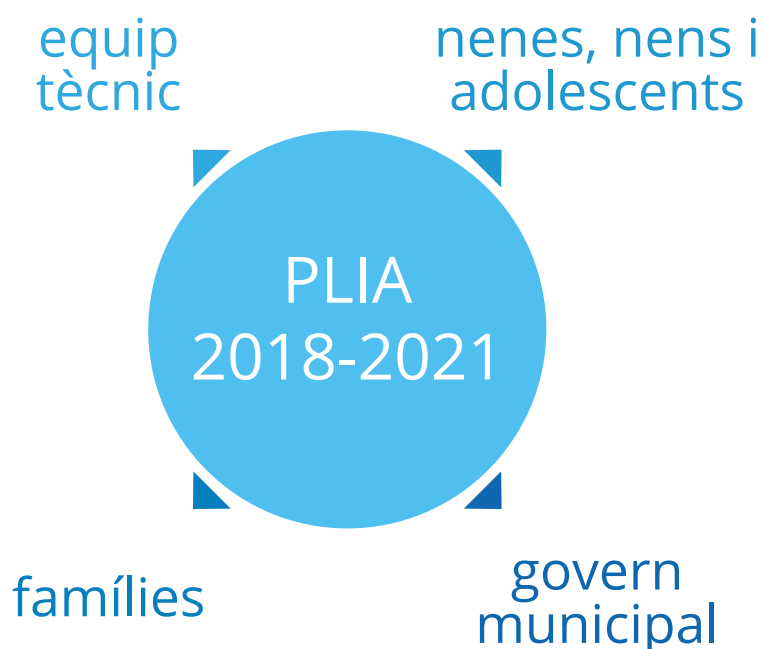 equip
tècnic
nenes, nens i
adolescents
PLIA
2018-2021
famílies
govern
municipal